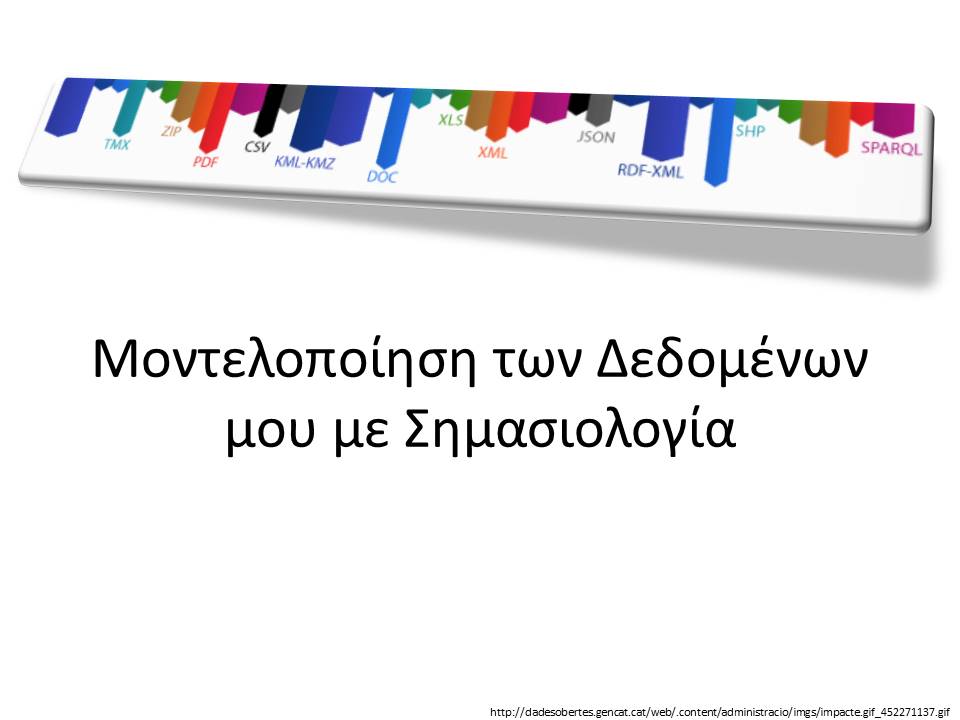 TMX
ZIP
PDF
CSV
KML-KMZ
DOC
XLS
XML
JSON
RDF-XML
SHP
SPARQL
Μοντελοποίηση των Δεδομένων
μου με Σημασιολογία
http://dadesobertes.gencat.cat/web/.content/administracio/imgs/impacte.gif_452271137.gif